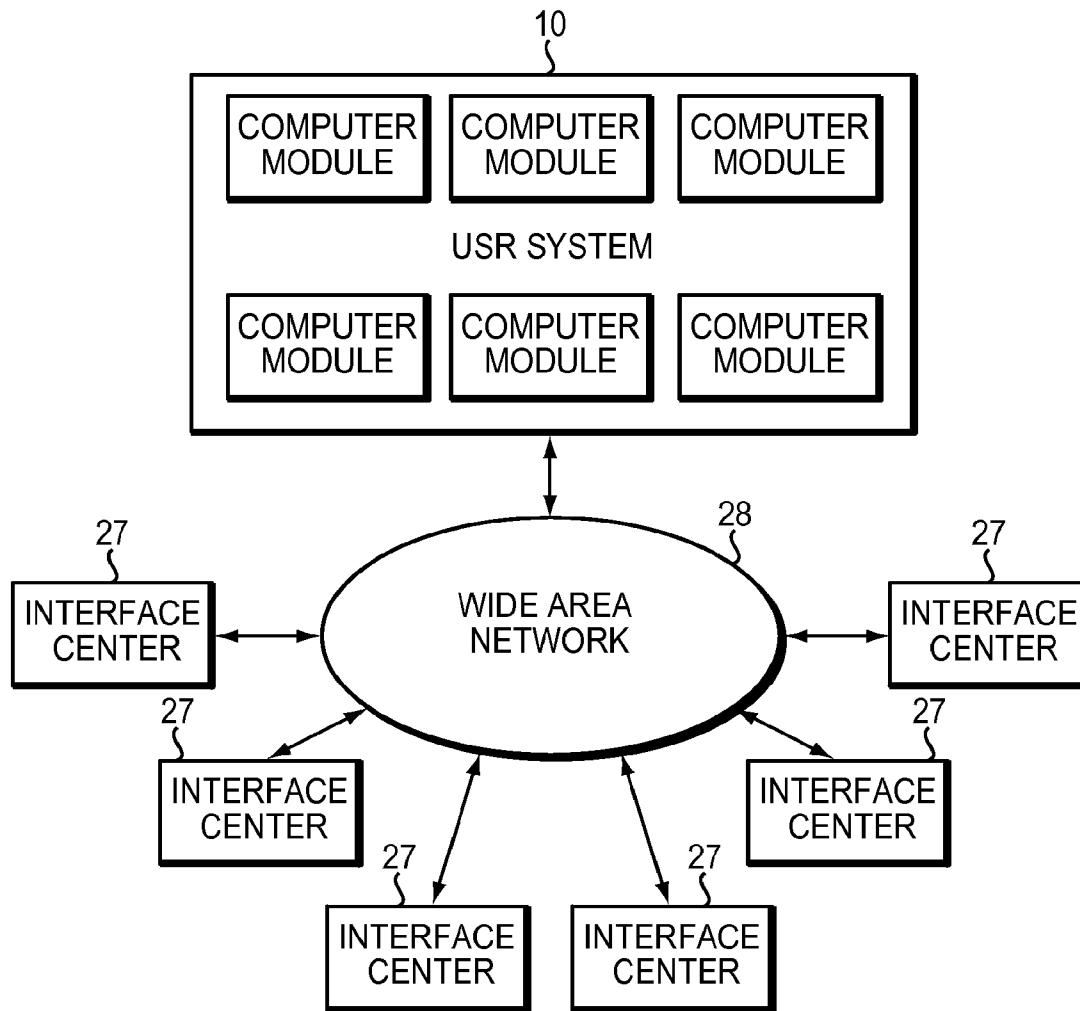 10
COMPUTER COMPUTER COMPUTER
MODULE MODULE MODULE
USR SYSTEM
COMPUTER COMPUTER COMPUTER
MODULE MODULE MODULE
28
WIDE AREA
NETWORK
27
INTERFACE
CENTER
27
INTERFACE
CENTER
27
INTERFACE
CENTER
27
INTERFACE
CENTER
27
INTERFACE
CENTER
27
INTERFACE
CENTER